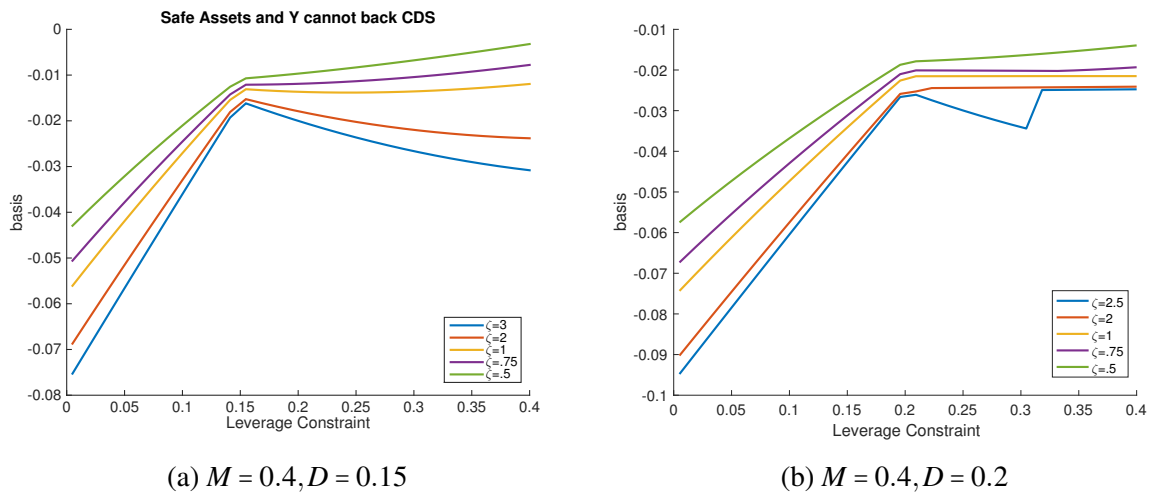 Safe Assets and Y cannot back CDS
0
-0.01
-0.02
-0.03
-0.04
-0.05
-0.06
-0.07
-0.08
basis
0 0.05 0.1 0.15 0.2 0.25 0.3 0.35 0.4
Leverage Constraint
ζ=3
ζ=2
ζ=1
ζ=.75
ζ=.5
(a) M = 0.4, D = 0.15
-0.01
-0.02
-0.03
-0.04
-0.05
-0.06
-0.07
-0.08
-0.09
-0.1
basis
0 0.05 0.1 0.15 0.2 0.25 0.3 0.35 0.4
Leverage Constraint
ζ=2.5
ζ=2
ζ=1
ζ=.75
ζ=.5
(b) M = 0.4, D = 0.2